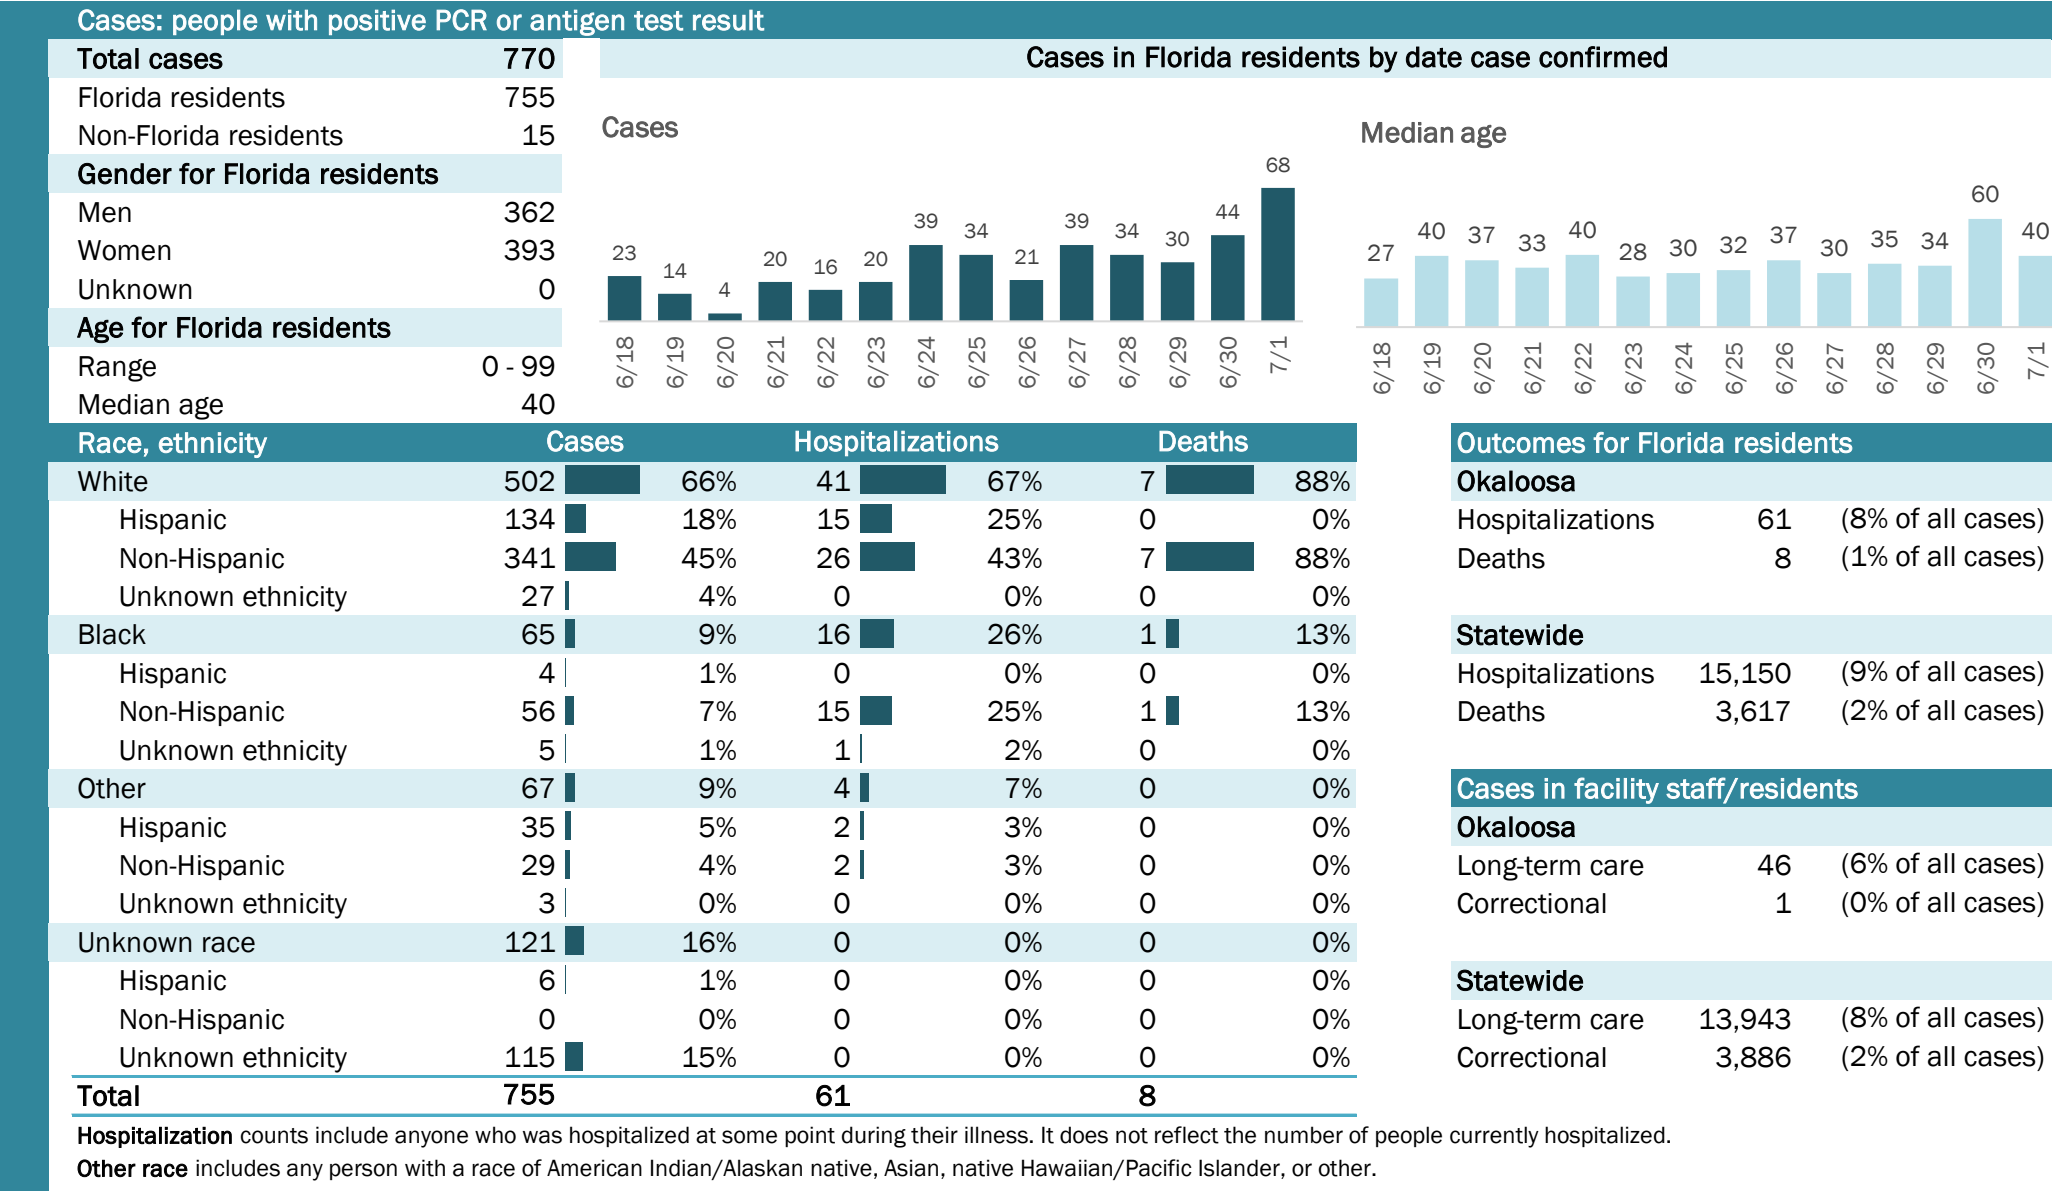 Cases: people with positive PCR or antigen test result
Total cases 770
Florida residents 755
Non-Florida residents 15
Gender for Florida residents
Men 362
Women 393
Unknown 0
Age for Florida residents
Range 0 - 99
Median age 40
Cases in Florida residents by date case confirmed
Cases
23 14 4 20 16 20 39 34 21 39 34 30 44 68
6/18 6/19 6/20 6/21 6/22 6/23 6/24 6/25 6/26 6/27 6/28 6/29 6/30 7/1
Median age
27 40 37 33 40 28 30 32 37 30 35 34 60 40
6/18 6/19 6/20 6/21 6/22 6/23 6/24 6/25 6/26 6/27 6/28 6/29 6/30 7/1
Race, ethnicity Cases Hospitalizations Deaths
White 502 66% 41 67% 7 88%
Hispanic 134 18% 15 25% 0 0%
Non-Hispanic 341 45% 26 43% 7 88%
Unknown ethnicity 27 4% 0 0% 0 0%
Black 65 9% 16 26% 1 13%
Hispanic 4 1% 0 0% 0 0%
Non-Hispanic 56 7% 15 25% 1 13%
Unknown ethnicity 5 1% 1 2% 0 0%
Other 67 9% 4 7% 0 0%
Hispanic 35 5% 2 3% 0 0%
Non-Hispanic 29 4% 2 3% 0 0%
Unknown ethnicity 3 0% 0 0% 0 0%
Unknown race 121 16% 0 0% 0 0%
Hispanic 6 1% 0 0% 0 0%
Non-Hispanic 0 0% 0 0% 0 0%
Unknown ethnicity 115 15% 0 0% 0 0%
Total 755 61 8
Outcomes for Florida residents
Okaloosa
Hospitalizations 61 (8% of all cases)
Deaths 8 (1% of all cases)
Statewide
Hospitalizations 15,150 (9% of all cases)
Deaths 3,617 (2% of all cases)
Cases in facility staff/residents
Okaloosa
Long-term care 46 (6% of all cases)
Correctional 1 (0% of all cases)
Statewide
Long-term care 13,943 (8% of all cases)
Correctional 3,886 (2% of all cases)
Hospitalization counts include anyone who was hospitalized at some point during their illness. It does not reflect the number of people currently hospitalized.
Other race includes any person with a race of American Indian/Alaskan native, Asian, native Hawaiian/Pacific Islander, or other.